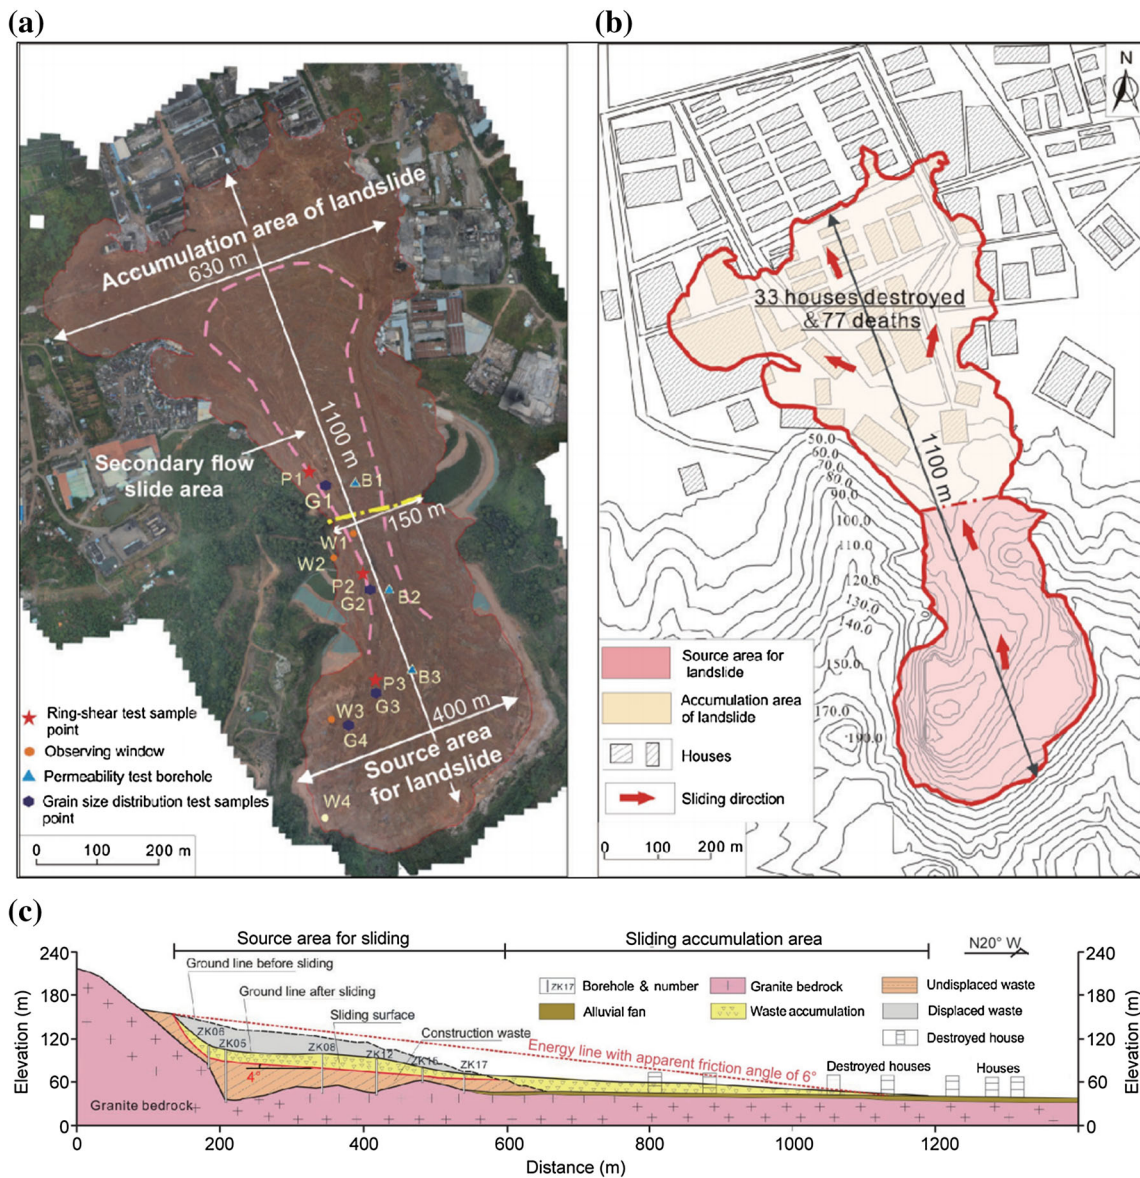 (a)
Accumulation area of landslide
630 m
1100 m
Secondary flow
slide area
P1
G1
B1
150 m
W1
W2
P2
G2
B2
P3
B3
G3
W3
G4
400 m
Source area
for landslide
W4
Ring-shear test sample
point
Observing window
Permeability test borehole
Grain size distribution test samples
point
0 100 200 m
(b)
N
33 houses destroyed
&77 deaths
1100 m
50.0
60.0
70.0
80.0
90.0
100.0
110.0
120.0
130.0
140.0
150.0
170.0
190.0
Source area for
landslide
Accumulation area
of landslide
Houses
Sliding direction
0 100 200 m
(c)
Source area for sliding
Sliding accumulation area
N20° W
Elevation (m)
240
180
120
60
0
Ground line before sliding
Ground line after sliding
Sliding surface
Construction waste
ZK06
ZK05
ZK08
ZK12
ZK15
ZK17
4°
Granite bedrock
Energy line with apparent friction angle of 6°
ZK17 Borehole & number
Granite bedrock
Undisplaced waste
Alluvial fan
Waste accumulation
Displaced waste
Destroyed house
Destroyed houses
Houses
240
180
120
60
0
Elevation (m)
0 200 400 600 800 1000 1200
Distance (m)